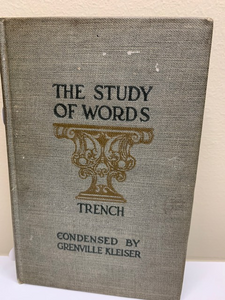 THE STUDY
OF WORDS
TRENCH
CONDENSED BY
GRENVILLE KLEISER